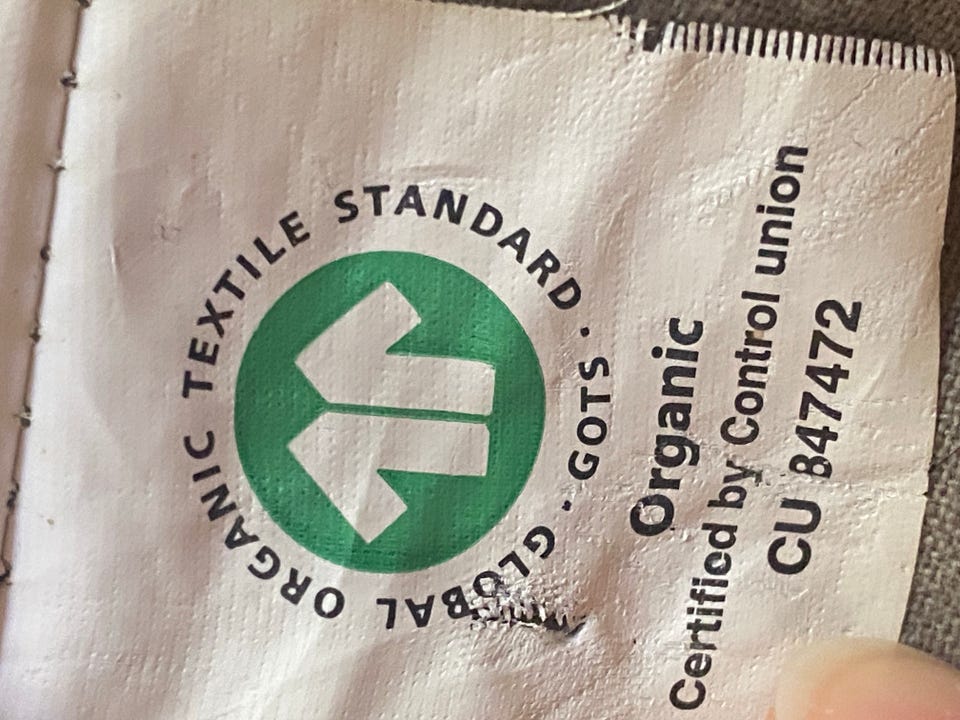 GLOBAL ORGANIC TEXTILE STANDARD · GOTS ·
Organic
Certified by Control union
CU 847472